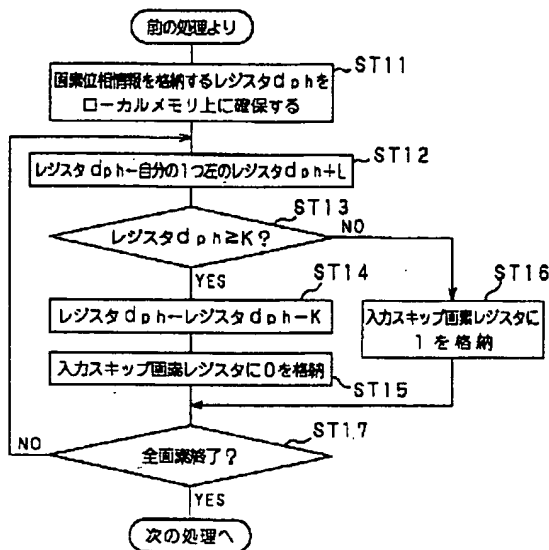 前の処理より
ST11
画素位相情報を格納するレジスタdphを
ローカルメモリ上に確保する
ST12
レジスタdph←自分の1つ左のレジスタdph+L
ST13
レジスタdph≧K?
NO
YES
ST14
ST16
レジスタdph←レジスタdph-K
入力スキップ画素レジスタに
1を格納
入力スキップ画素レジスタに0を格納
ST15
NO
ST17
全画素終了?
YES
次の処理へ